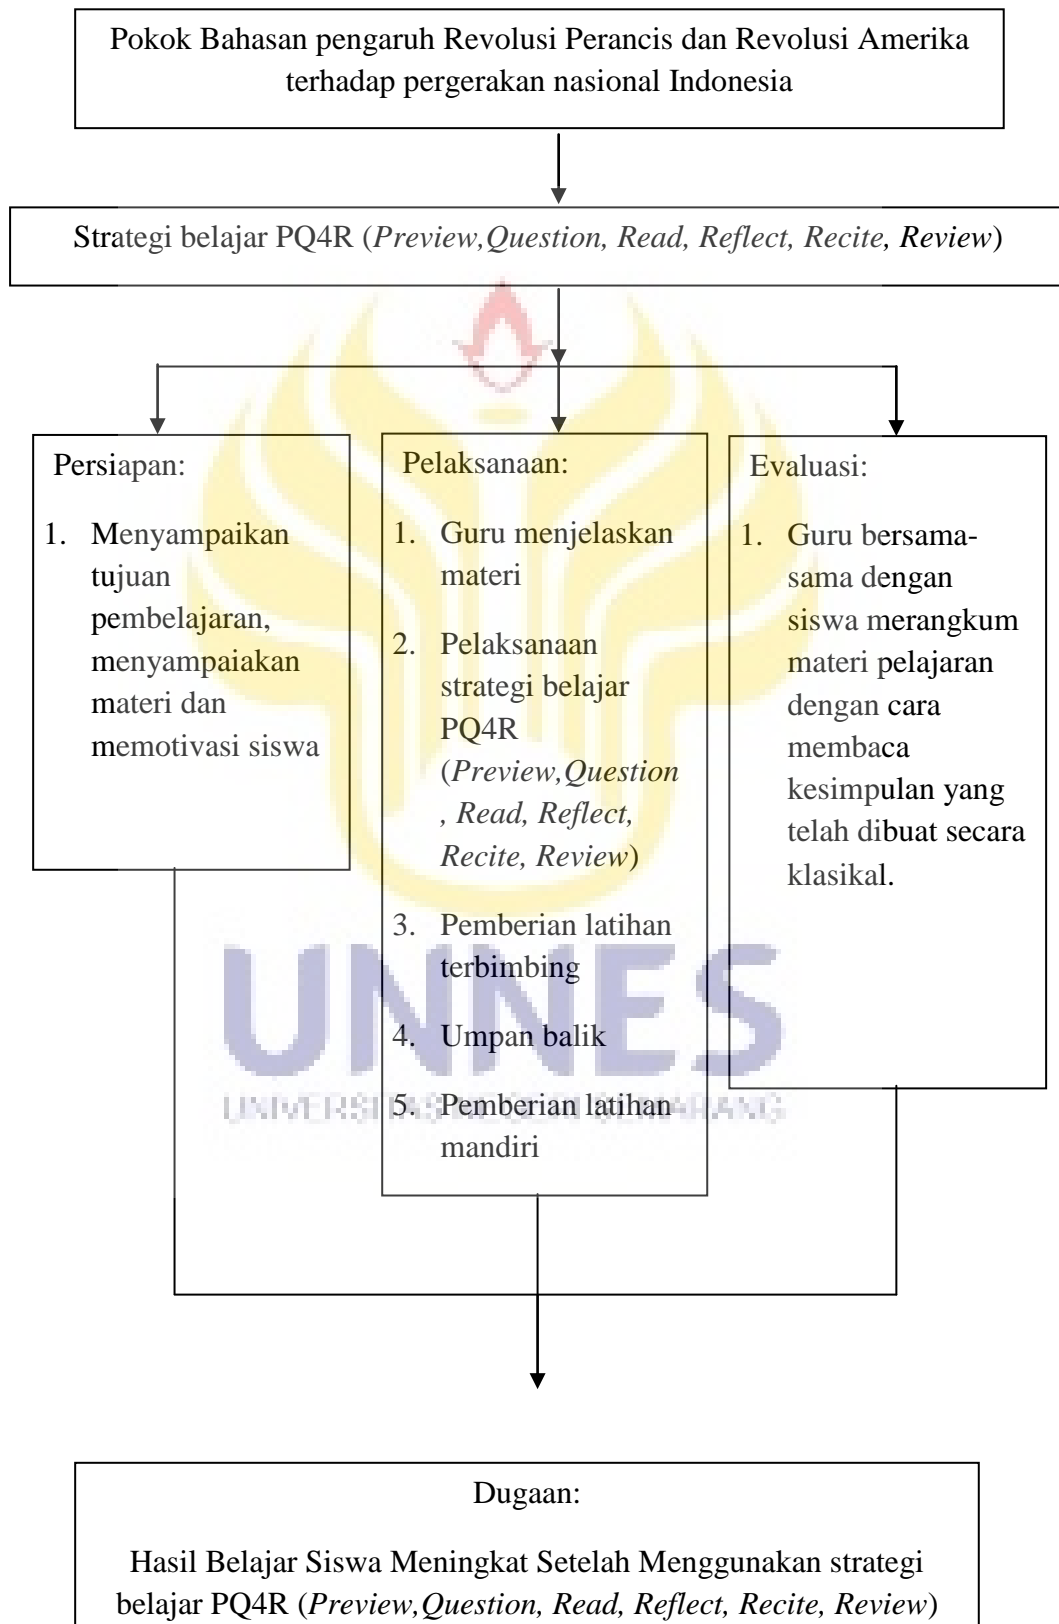 Pokok Bahasan pengaruh Revolusi Perancis dan Revolusi Amerika
terhadap pergerakan nasional Indonesia
Strategi belajar PQ4R (Preview,Question, Read, Reflect, Recite, Review)
Persiapan:
1. Menyampaikan
tujuan
pembelajaran,
menyampaiakan
materi dan
memotivasi siswa
Pelaksanaan:
1. Guru menjelaskan
materi
2. Pelaksanaan
strategi belajar
PQ4R
(Preview,Question
, Read, Reflect,
Recite, Review)
3. Pemberian latihan
terbimbing
4. Umpan balik
5. Pemberian latihan
mandiri
Evaluasi:
1. Guru bersama-
sama dengan
siswa merangkum
materi pelajaran
dengan cara
membaca
kesimpulan yang
telah dibuat secara
klasikal.
UNNES
Dugaan:
Hasil Belajar Siswa Meningkat Setelah Menggunakan strategi
belajar PQ4R (Preview,Question, Read, Reflect, Recite, Review)